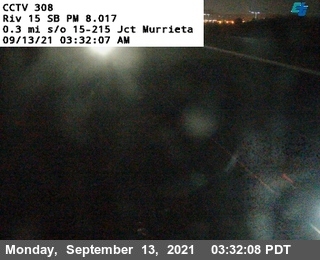 CCTV 308
Riv 15 SB PM 8.017
0.3 mi s/o 15-215 Jct Murrieta
09/13/21 03:32:07 AM
Monday, September 13, 2021 03:32:08 PDT